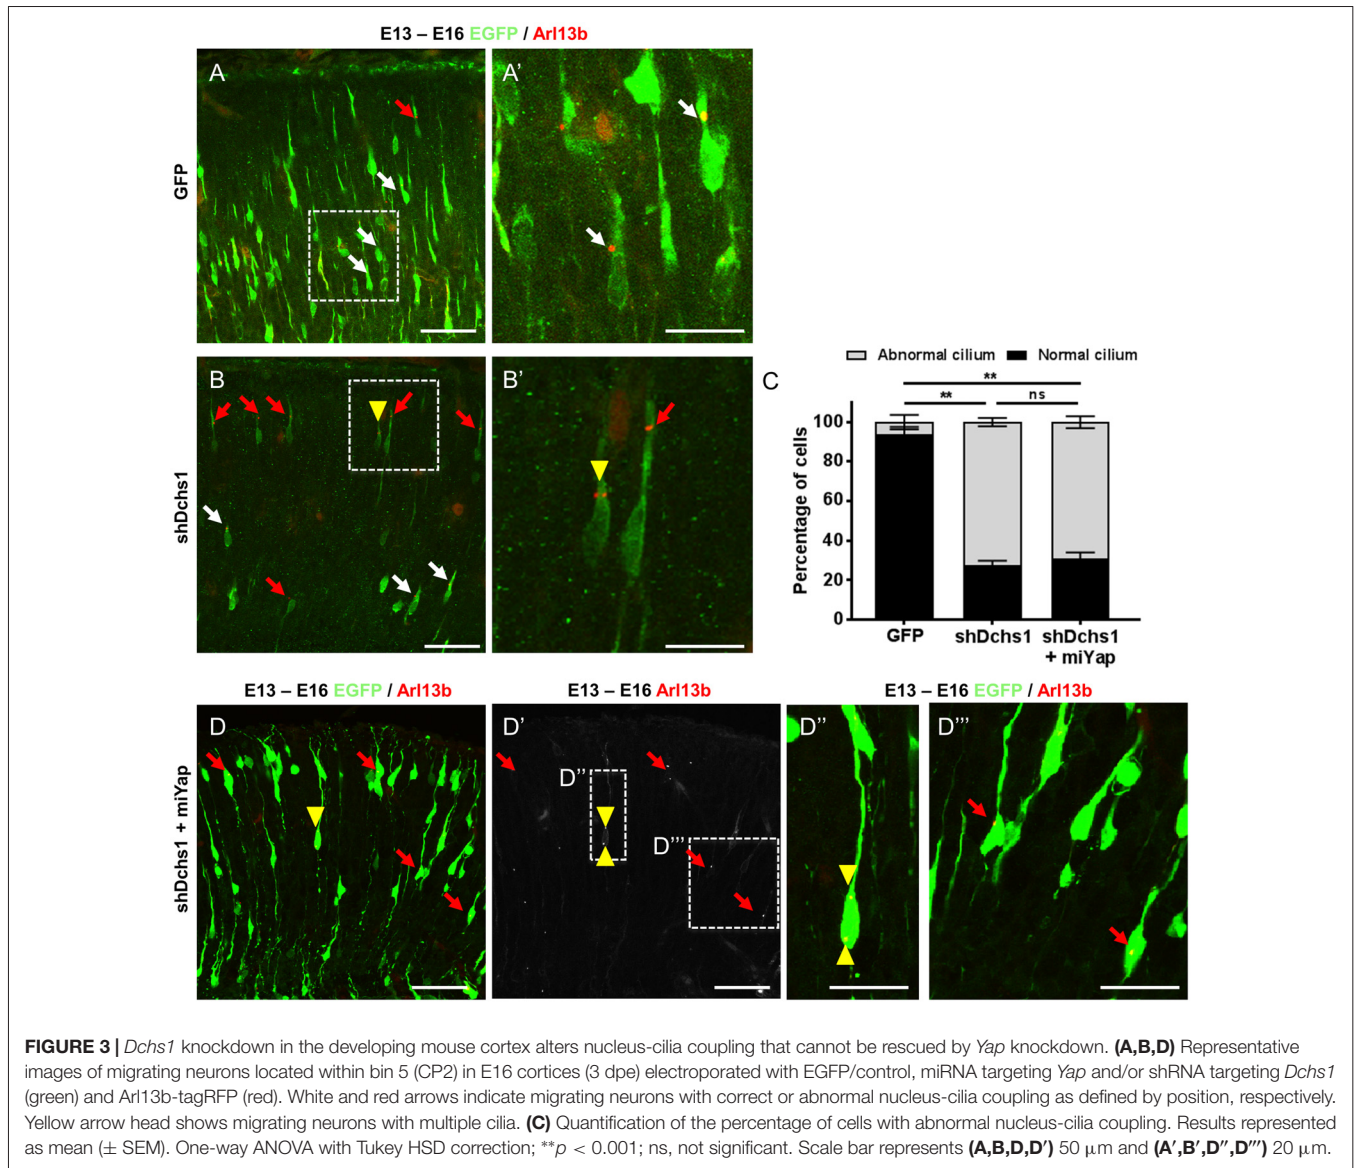 E13 – E16 EGFP / Arl13b
A
A'
GFP
B
B'
shDchs1
C
Abnormal cilium Normal cilium
**
** ns
Percentage of cells
100
80
60
40
20
0
GFP shDchs1 shDchs1
+ miYap
E13 – E16 EGFP / Arl13b E13 – E16 Arl13b E13 – E16 EGFP / Arl13b
D
D'
D''
D'''
D''
D'''
shDchs1 + miYap
FIGURE 3 | Dchs1 knockdown in the developing mouse cortex alters nucleus-cilia coupling that cannot be rescued by Yap knockdown. (A,B,D) Representative
images of migrating neurons located within bin 5 (CP2) in E16 cortices (3 dpe) electroporated with EGFP/control, miRNA targeting Yap and/or shRNA targeting Dchs1
(green) and Arl13b-tagRFP (red). White and red arrows indicate migrating neurons with correct or abnormal nucleus-cilia coupling as defined by position, respectively.
Yellow arrow head shows migrating neurons with multiple cilia. (C) Quantification of the percentage of cells with abnormal nucleus-cilia coupling. Results represented
as mean (± SEM). One-way ANOVA with Tukey HSD correction; **p < 0.001; ns, not significant. Scale bar represents (A,B,D,D′) 50 μm and (A′,B′,D″,D‴) 20 μm.